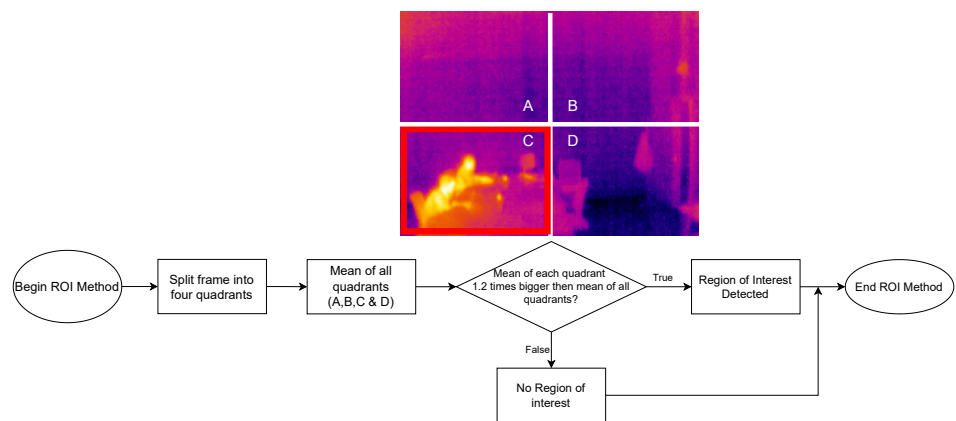 A
B
C
D
Begin ROI Method
Split frame into
four quadrants
Mean of all
quadrants
(A,B,C & D)
Mean of each quadrant
1.2 times bigger then mean of all
quadrants?
True
Region of Interest
Detected
End ROI Method
False
No Region of
interest